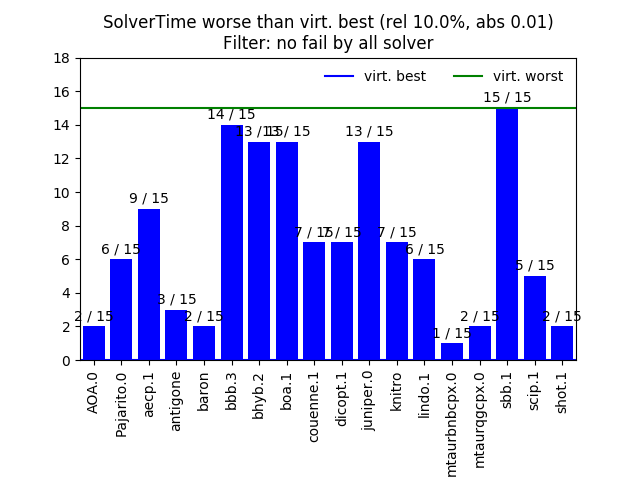 SolverTime worse than virt. best (rel 10.0%, abs 0.01)
Filter: no fail by all solver
virt. best
virt. worst
18
16
14
12
10
8
6
4
2
0
2 / 15
6 / 15
9 / 15
3 / 15
2 / 15
14 / 15
13 / 15
7 / 15
13 / 15
7 / 15
6 / 15
1 / 15
2 / 15
15 / 15
5 / 15
2 / 15
AOA.0
Pajarito.0
aecp.1
antigone
baron
bbb.3
bhyb.2
boa.1
couenne.1
dicopt.1
juniper.0
knitro
lindo.1
mtaurbnbcpx.0
mtaurqgcpx.0
sbb.1
scip.1
shot.1